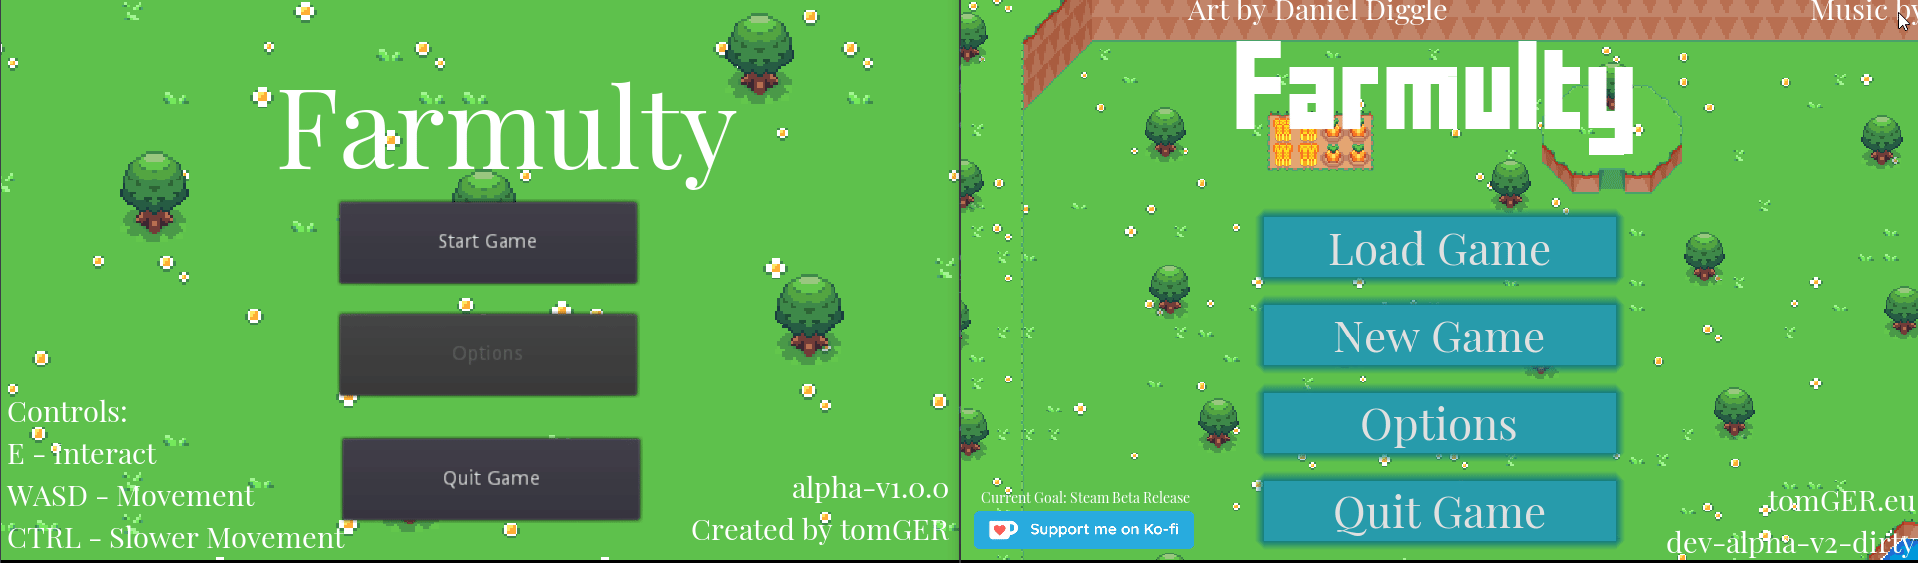 Farmulty
Start Game
Options
Quit Game
Controls:
E - Interact
WASD - Movement
CTRL - Slower Movement
alpha-v1.0.0
Created by tomGER
Art by Daniel Diggle
Music by
Farmulty
Load Game
New Game
Options
Quit Game
Current Goal: Steam Beta Release
Support me on Ko-fi
tomGER.eu
dev-alpha-v2-dirty